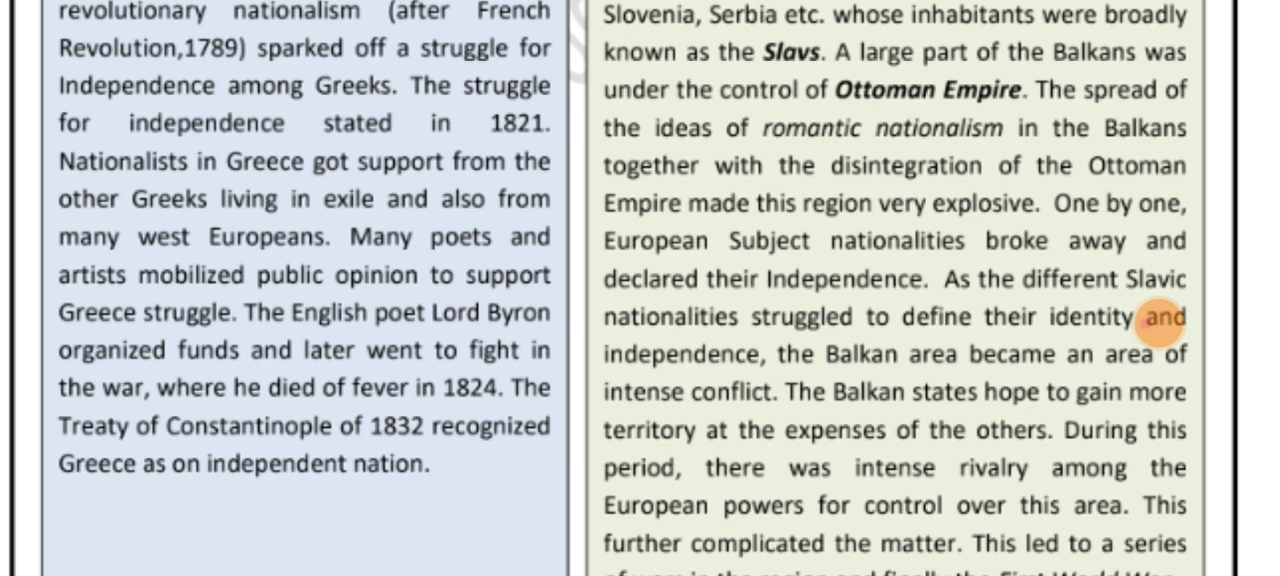 revolutionary nationalism (after French
Revolution,1789) sparked off a struggle for
Independence among Greeks. The struggle
for independence stated in 1821.
Nationalists in Greece got support from the
other Greeks living in exile and also from
many west Europeans. Many poets and
artists mobilized public opinion to support
Greece struggle. The English poet Lord Byron
organized funds and later went to fight in
the war, where he died of fever in 1824. The
Treaty of Constantinople of 1832 recognized
Greece as on independent nation.
Slovenia, Serbia etc. whose inhabitants were broadly
known as the Slavs. A large part of the Balkans was
under the control of Ottoman Empire. The spread of
the ideas of romantic nationalism in the Balkans
together with the disintegration of the Ottoman
Empire made this region very explosive. One by one,
European Subject nationalities broke away and
declared their Independence. As the different Slavic
nationalities struggled to define their identity and
independence, the Balkan area became an area of
intense conflict. The Balkan states hope to gain more
territory at the expenses of the others. During this
period, there was intense rivalry among the
European powers for control over this area. This
further complicated the matter. This led to a series